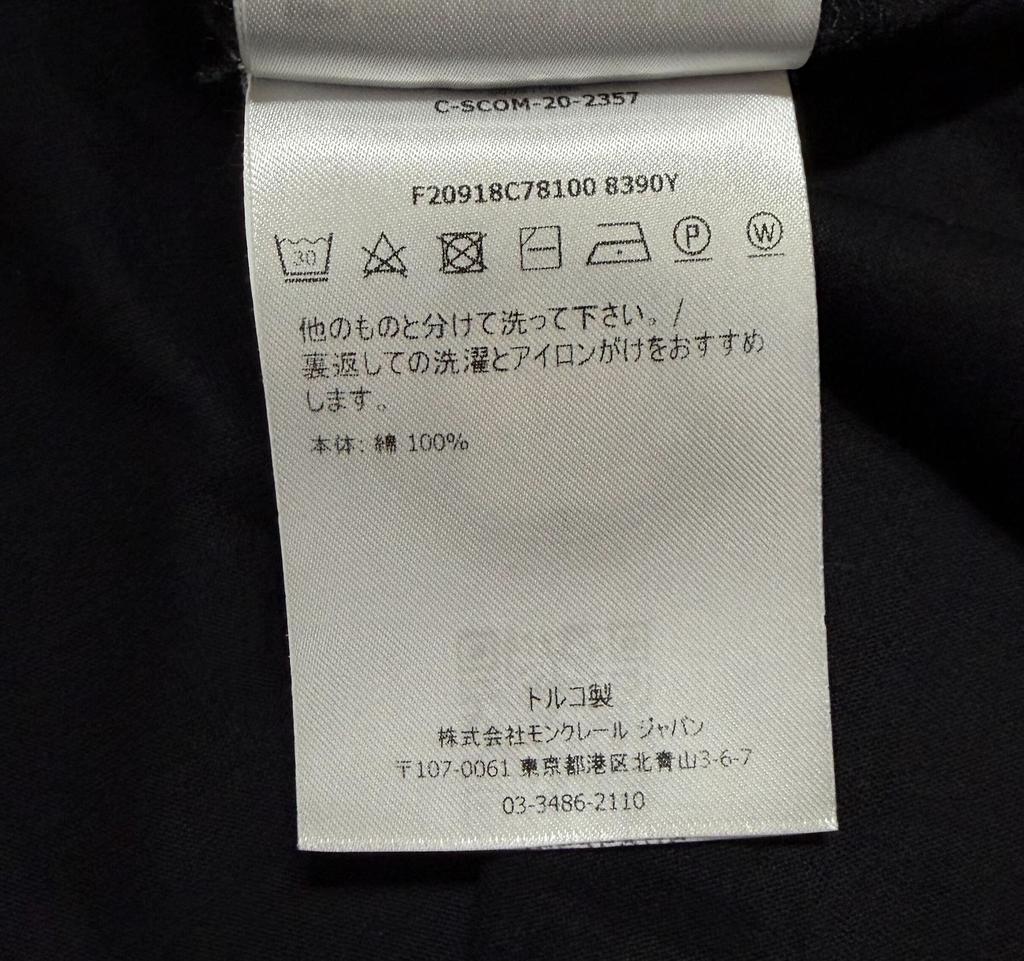 C-SCOM-20-2357
F20918C78100 8390Y
30 P W
他のものと分けて洗って下さい。/
裏返しての洗濯とアイロンがけをおすすめ
します。
本体: 綿 100%
トルコ製
株式会社モンクレール ジャパン
〒107-0061 東京都港区北青山3-6-7
03-3486-2110